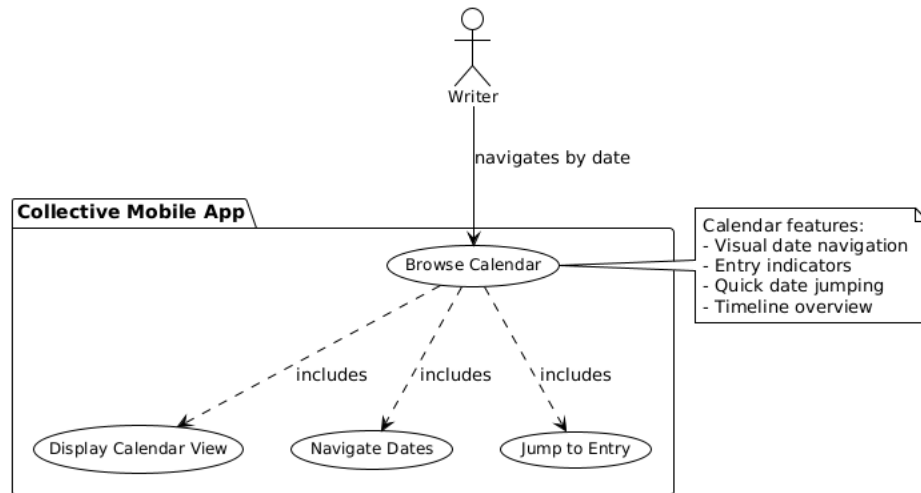 Writer
navigates by date
Collective Mobile App
Calendar features:
- Visual date navigation
- Entry indicators
- Quick date jumping
- Timeline overview
Browse Calendar
includes
includes
includes
Display Calendar View
Navigate Dates
Jump to Entry